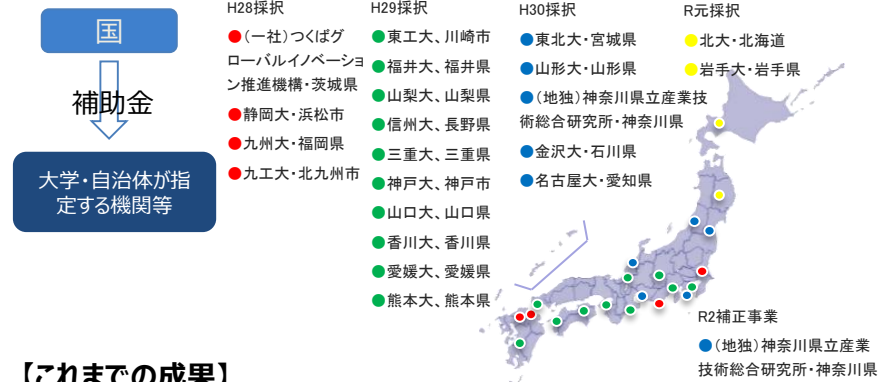 国
補助金
大学・自治体が指
定する機関等
H28採択
●(一社)つくばグ
ローバルイノベーショ
ン推進機構・茨城県
●静岡大・浜松市
●九州大・福岡県
●九工大・北九州市
H29採択
●東工大、川崎市
●福井大、福井県
●山梨大、山梨県
●信州大、長野県
●三重大、三重県
●神戸大、神戸市
●山口大、山口県
●香川大、香川県
●愛媛大、愛媛県
●熊本大、熊本県
H30採択
●東北大・宮城県
●山形大・山形県
●(地独)神奈川県立産業技
術総合研究所・神奈川県
●金沢大・石川県
●名古屋大・愛知県
R元採択
●北大・北海道
●岩手大・岩手県
R2補正事業
●(地独)神奈川県立産業
技術総合研究所・神奈川県
【これまでの成果】